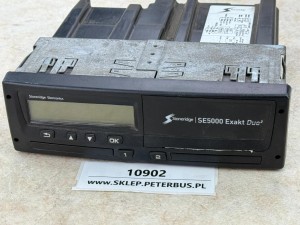 Stoneridge Electronics
Stoneridge | SE5000 Exakt Duo²
OK
1
2
10902
WWW.SKLEP.PETERBUS.PL